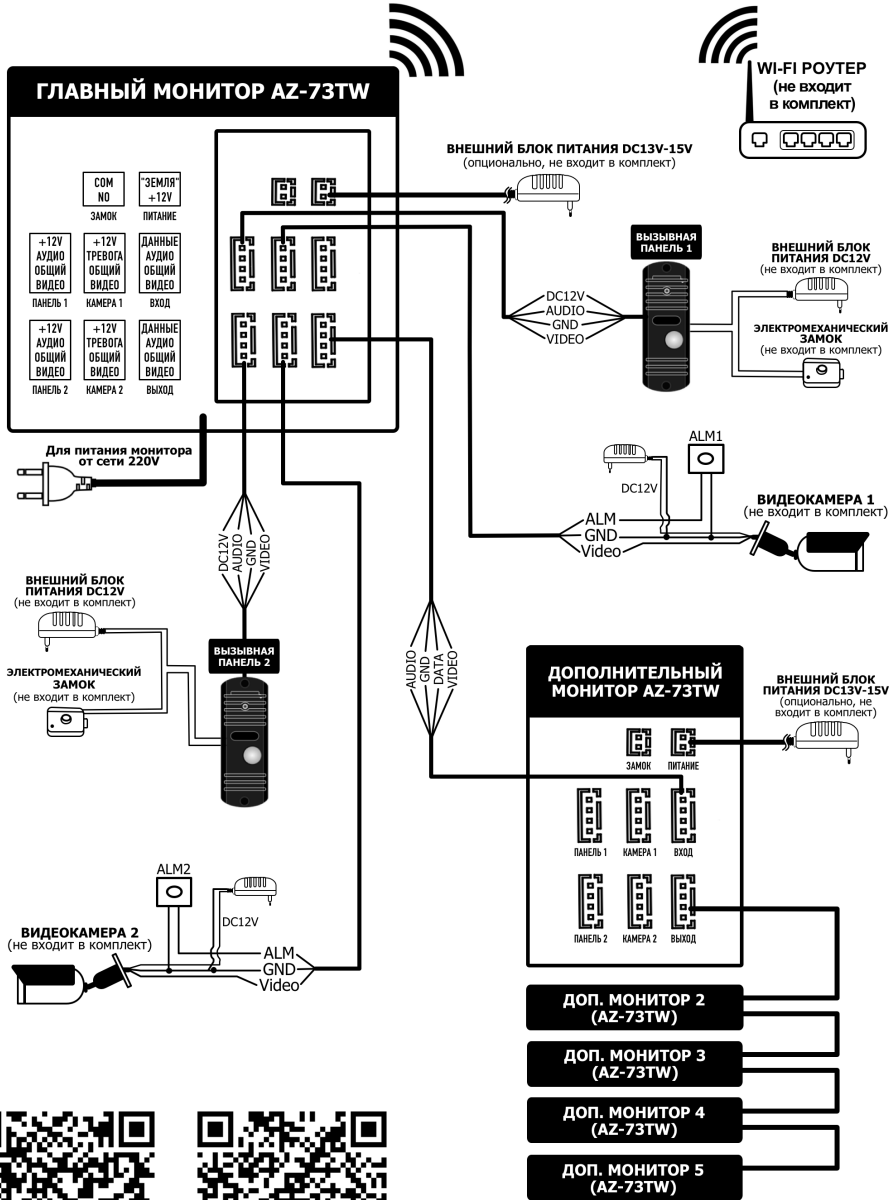 ГЛАВНЫЙ МОНИТОР AZ-73TW
WI-FI РОУТЕР
(не входит
в комплект)
ВНЕШНИЙ БЛОК ПИТАНИЯ DC13V-15V
(опционально, не входит в комплект)
COM
NO
ЗАМОК
"ЗЕМЛЯ"
+12V
ПИТАНИЕ
+12V
АУДИО
ОБЩИЙ
ВИДЕО
ПАНЕЛЬ 1
+12V
ТРЕВОГА
ОБЩИЙ
ВИДЕО
КАМЕРА 1
ДАННЫЕ
АУДИО
ОБЩИЙ
ВИДЕО
ВХОД
+12V
АУДИО
ОБЩИЙ
ВИДЕО
ПАНЕЛЬ 2
+12V
ТРЕВОГА
ОБЩИЙ
ВИДЕО
КАМЕРА 2
ДАННЫЕ
АУДИО
ОБЩИЙ
ВИДЕО
ВЫХОД
ВЫЗЫВНАЯ
ПАНЕЛЬ 1
DC12V
AUDIO
GND
VIDEO
ВНЕШНИЙ БЛОК
ПИТАНИЯ DC12V
(не входит в комплект)
ЭЛЕКТРОМЕХАНИЧЕСКИЙ
ЗАМОК
(не входит в комплект)
Для питания монитора
от сети 220V
ALM1
DC12V
ALM
GND
Video
ВИДЕОКАМЕРА 1
(не входит в комплект)
DC12V
AUDIO
GND
VIDEO
ВНЕШНИЙ БЛОК
ПИТАНИЯ DC12V
(не входит в комплект)
ЭЛЕКТРОМЕХАНИЧЕСКИЙ
ЗАМОК
(не входит в комплект)
ВЫЗЫВНАЯ
ПАНЕЛЬ 2
AUDIO
GND
DATA
VIDEO
ДОПОЛНИТЕЛЬНЫЙ
МОНИТОР AZ-73TW
ВНЕШНИЙ БЛОК
ПИТАНИЯ DC13V-15V
(опционально, не
входит в комплект)
ЗАМОК
ПИТАНИЕ
ПАНЕЛЬ 1
КАМЕРА 1
ВХОД
ПАНЕЛЬ 2
КАМЕРА 2
ВЫХОД
ALM2
DC12V
ВИДЕОКАМЕРА 2
(не входит в комплект)
ALM
GND
Video
ДОП. МОНИТОР 2
(AZ-73TW)
ДОП. МОНИТОР 3
(AZ-73TW)
ДОП. МОНИТОР 4
(AZ-73TW)
ДОП. МОНИТОР 5
(AZ-73TW)